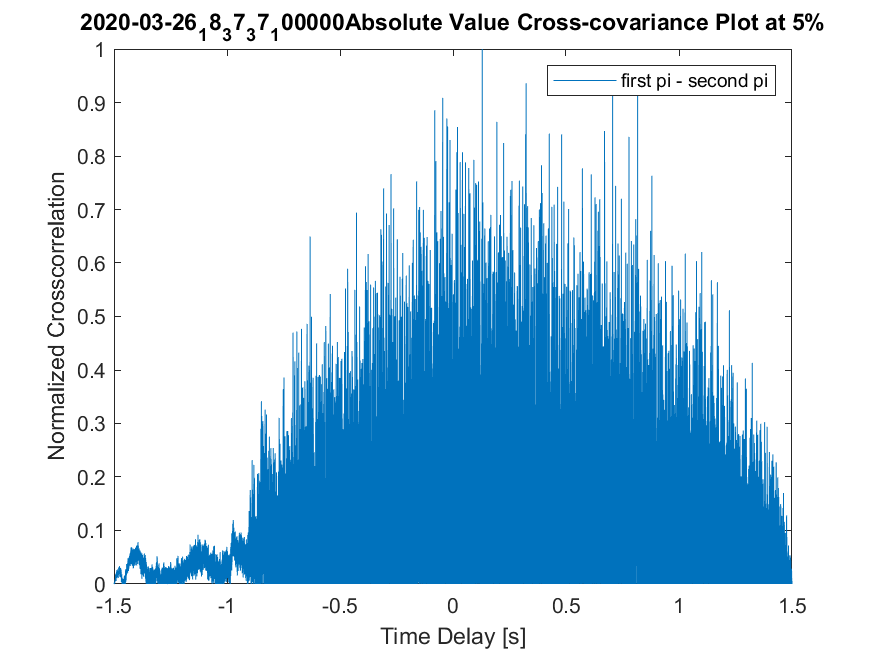 2020-03-26₁8₃7₃7₁00000Absolute Value Cross-covariance Plot at 5%
first pi - second pi
Normalized Crosscorrelation
1
0.9
0.8
0.7
0.6
0.5
0.4
0.3
0.2
0.1
0
-1.5 -1 -0.5 0 0.5 1 1.5
Time Delay [s]